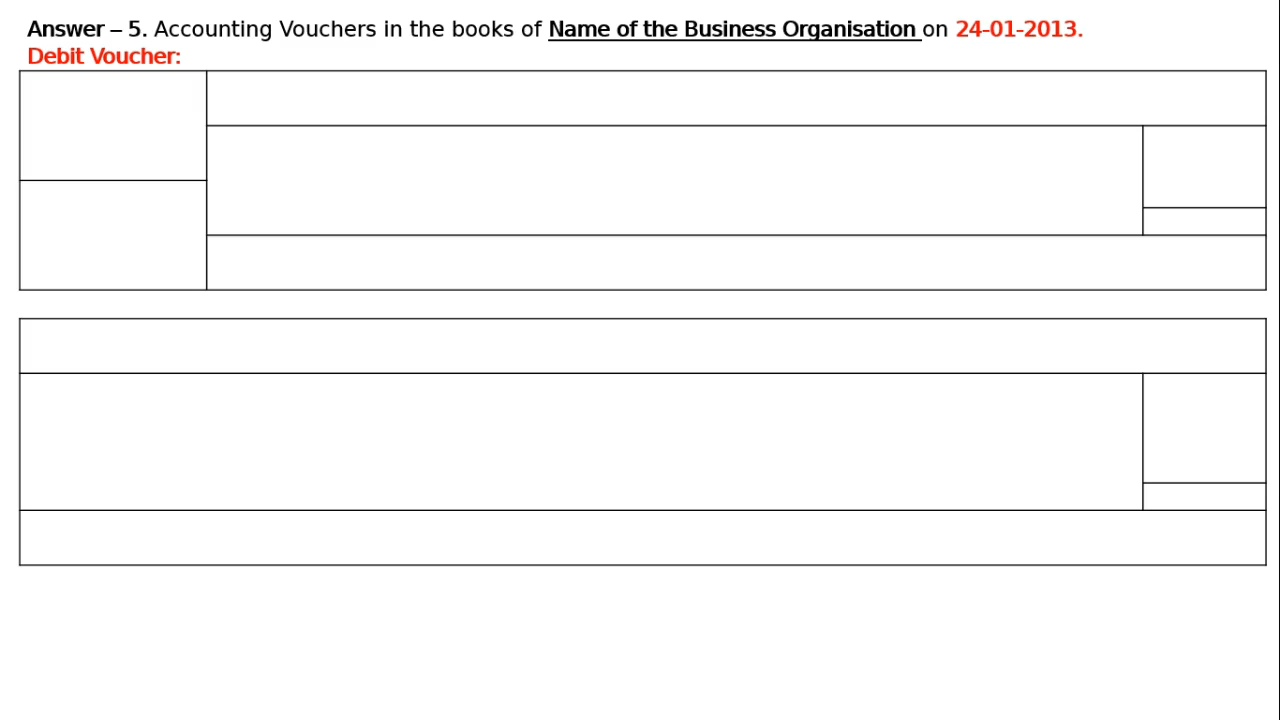 Answer – 5. Accounting Vouchers in the books of Name of the Business Organisation on 24-01-2013.
Debit Voucher: